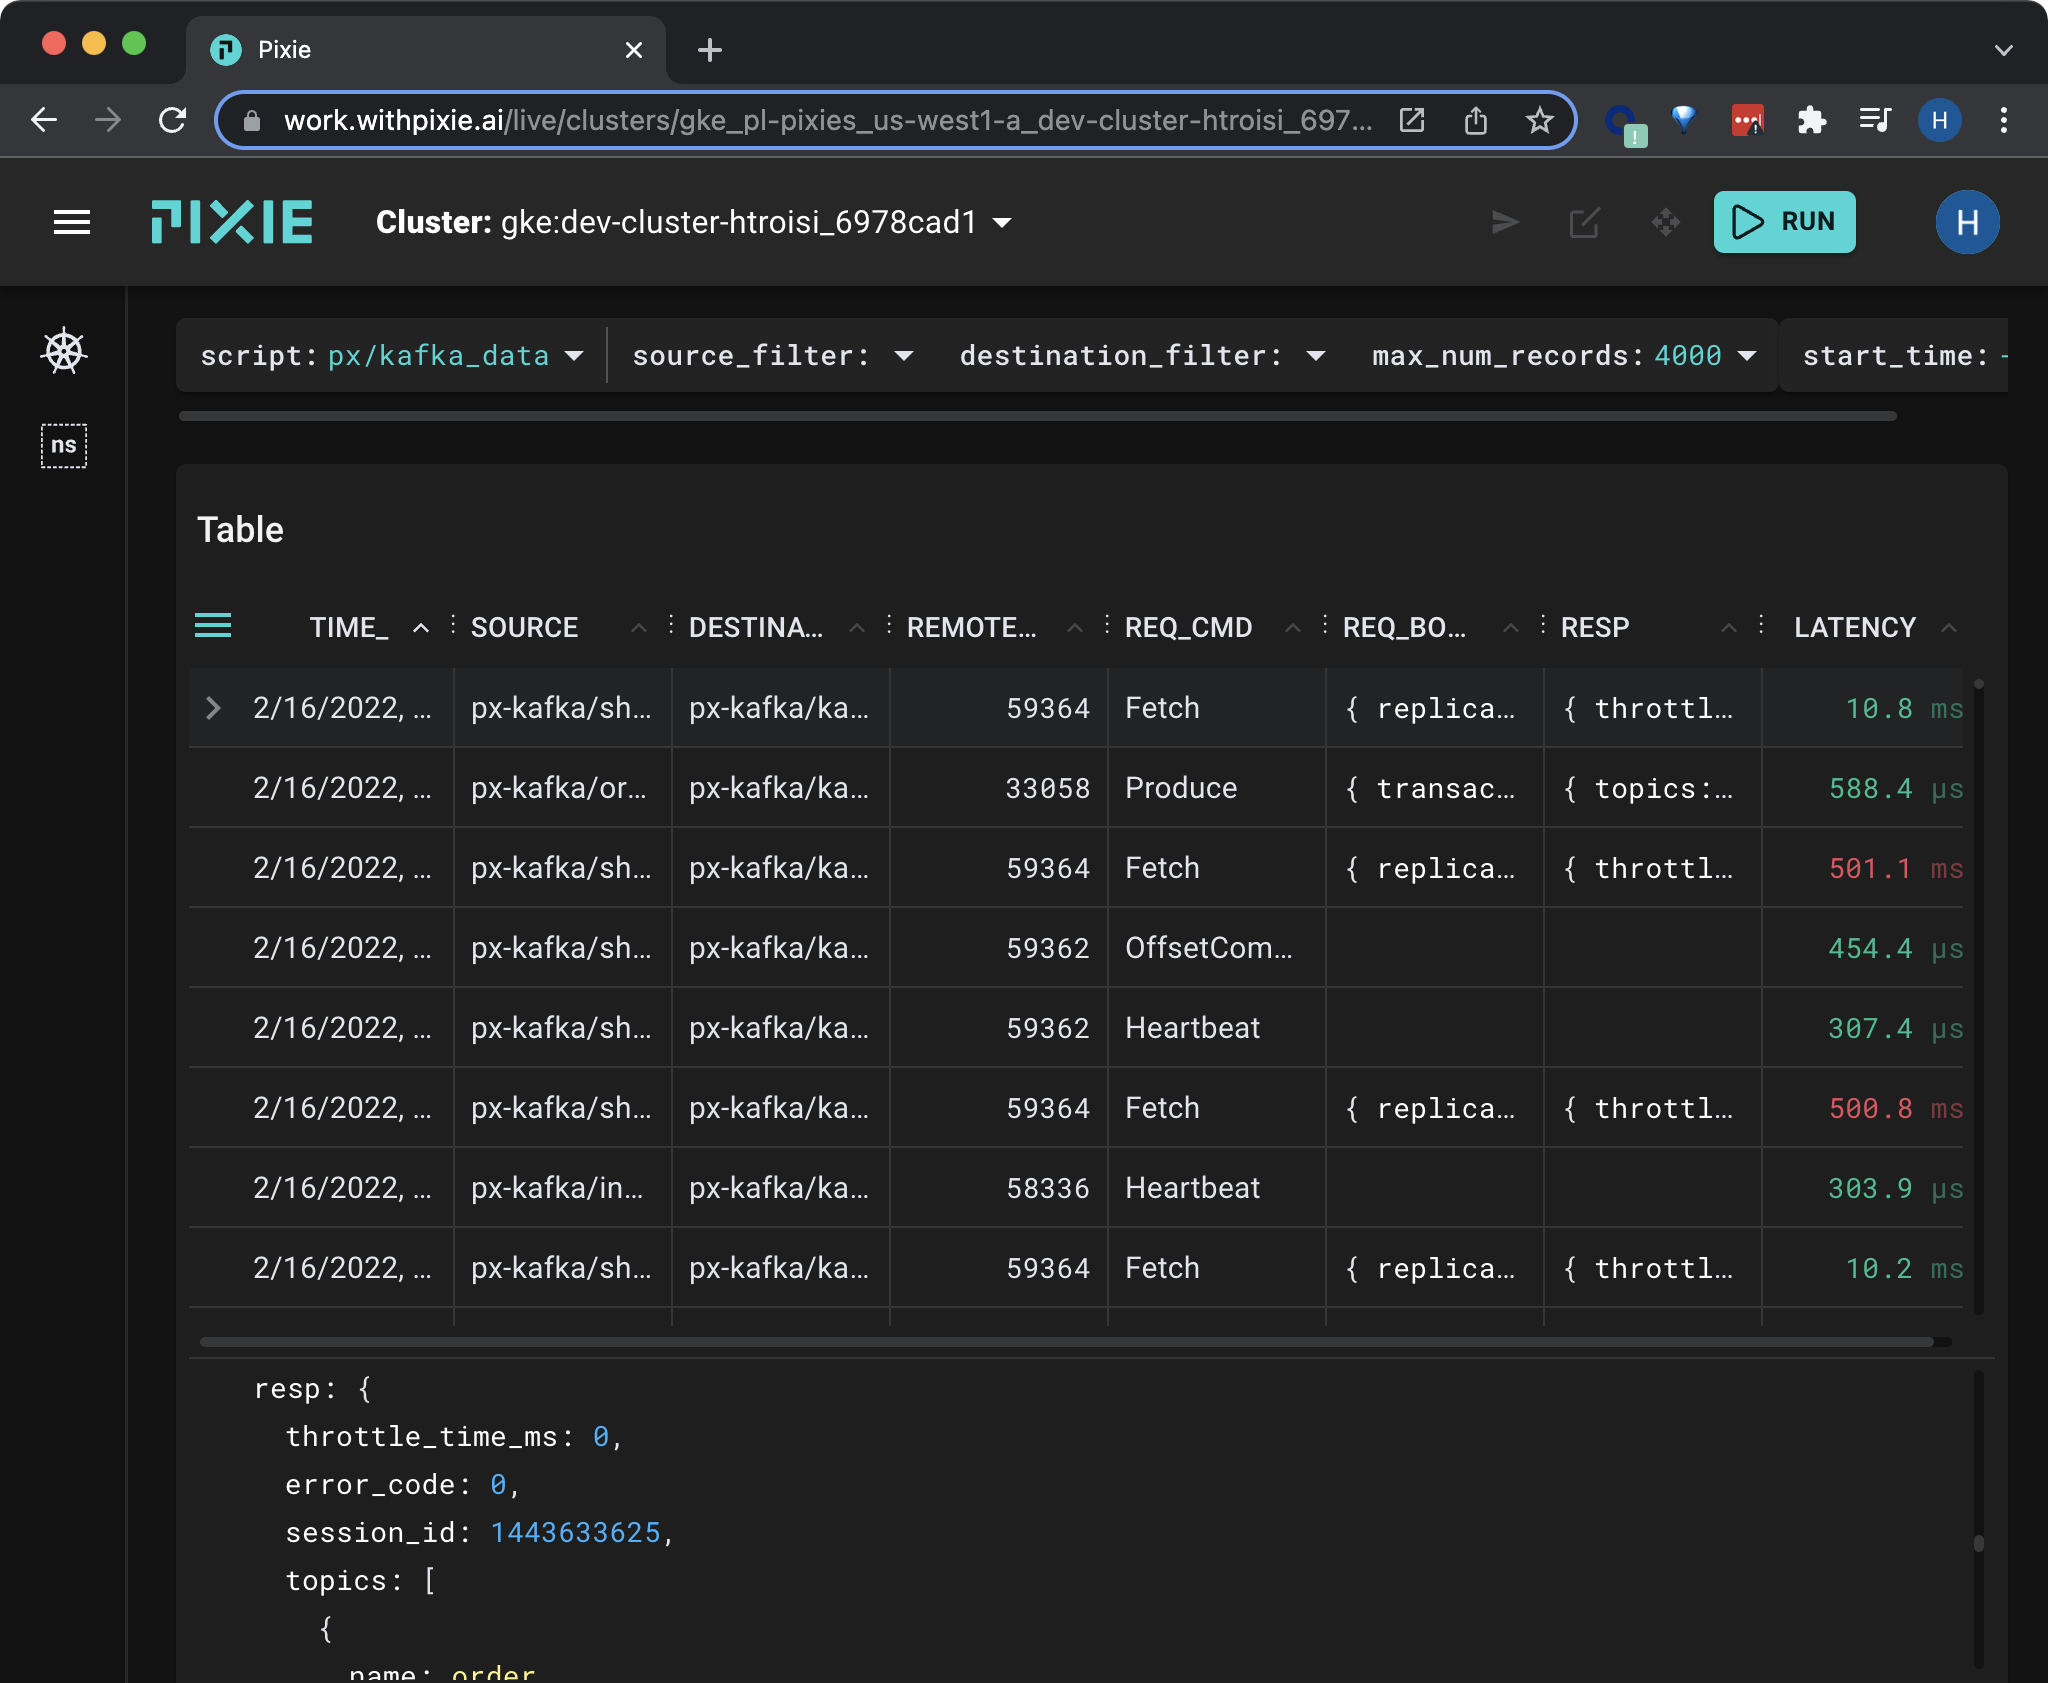 Pixie
work.withpixie.ai/live/clusters/gke_pl-pixies_us-west1-a_dev-cluster-htroisi_697...
!
H
PIXIE
Cluster: gke:dev-cluster-htroisi_6978cad1
RUN
H
script: px/kafka_data source_filter: destination_filter: max_num_records: 4000 start_time: -
ns
Table
TIME_ SOURCE DESTINA... REMOTE... REQ_CMD REQ_BO... RESP LATENCY
2/16/2022, ... px-kafka/sh... px-kafka/ka... 59364 Fetch { replica... { throttl... 10.8 ms
2/16/2022, ... px-kafka/or... px-kafka/ka... 33058 Produce { transac... { topics:... 588.4 µs
2/16/2022, ... px-kafka/sh... px-kafka/ka... 59364 Fetch { replica... { throttl... 501.1 ms
2/16/2022, ... px-kafka/sh... px-kafka/ka... 59362 OffsetCom... 454.4 µs
2/16/2022, ... px-kafka/sh... px-kafka/ka... 59362 Heartbeat 307.4 µs
2/16/2022, ... px-kafka/sh... px-kafka/ka... 59364 Fetch { replica... { throttl... 500.8 ms
2/16/2022, ... px-kafka/in... px-kafka/ka... 58336 Heartbeat 303.9 µs
2/16/2022, ... px-kafka/sh... px-kafka/ka... 59364 Fetch { replica... { throttl... 10.2 ms
resp: {
throttle_time_ms: 0,
error_code: 0,
session_id: 1443633625,
topics: [
{
name: order